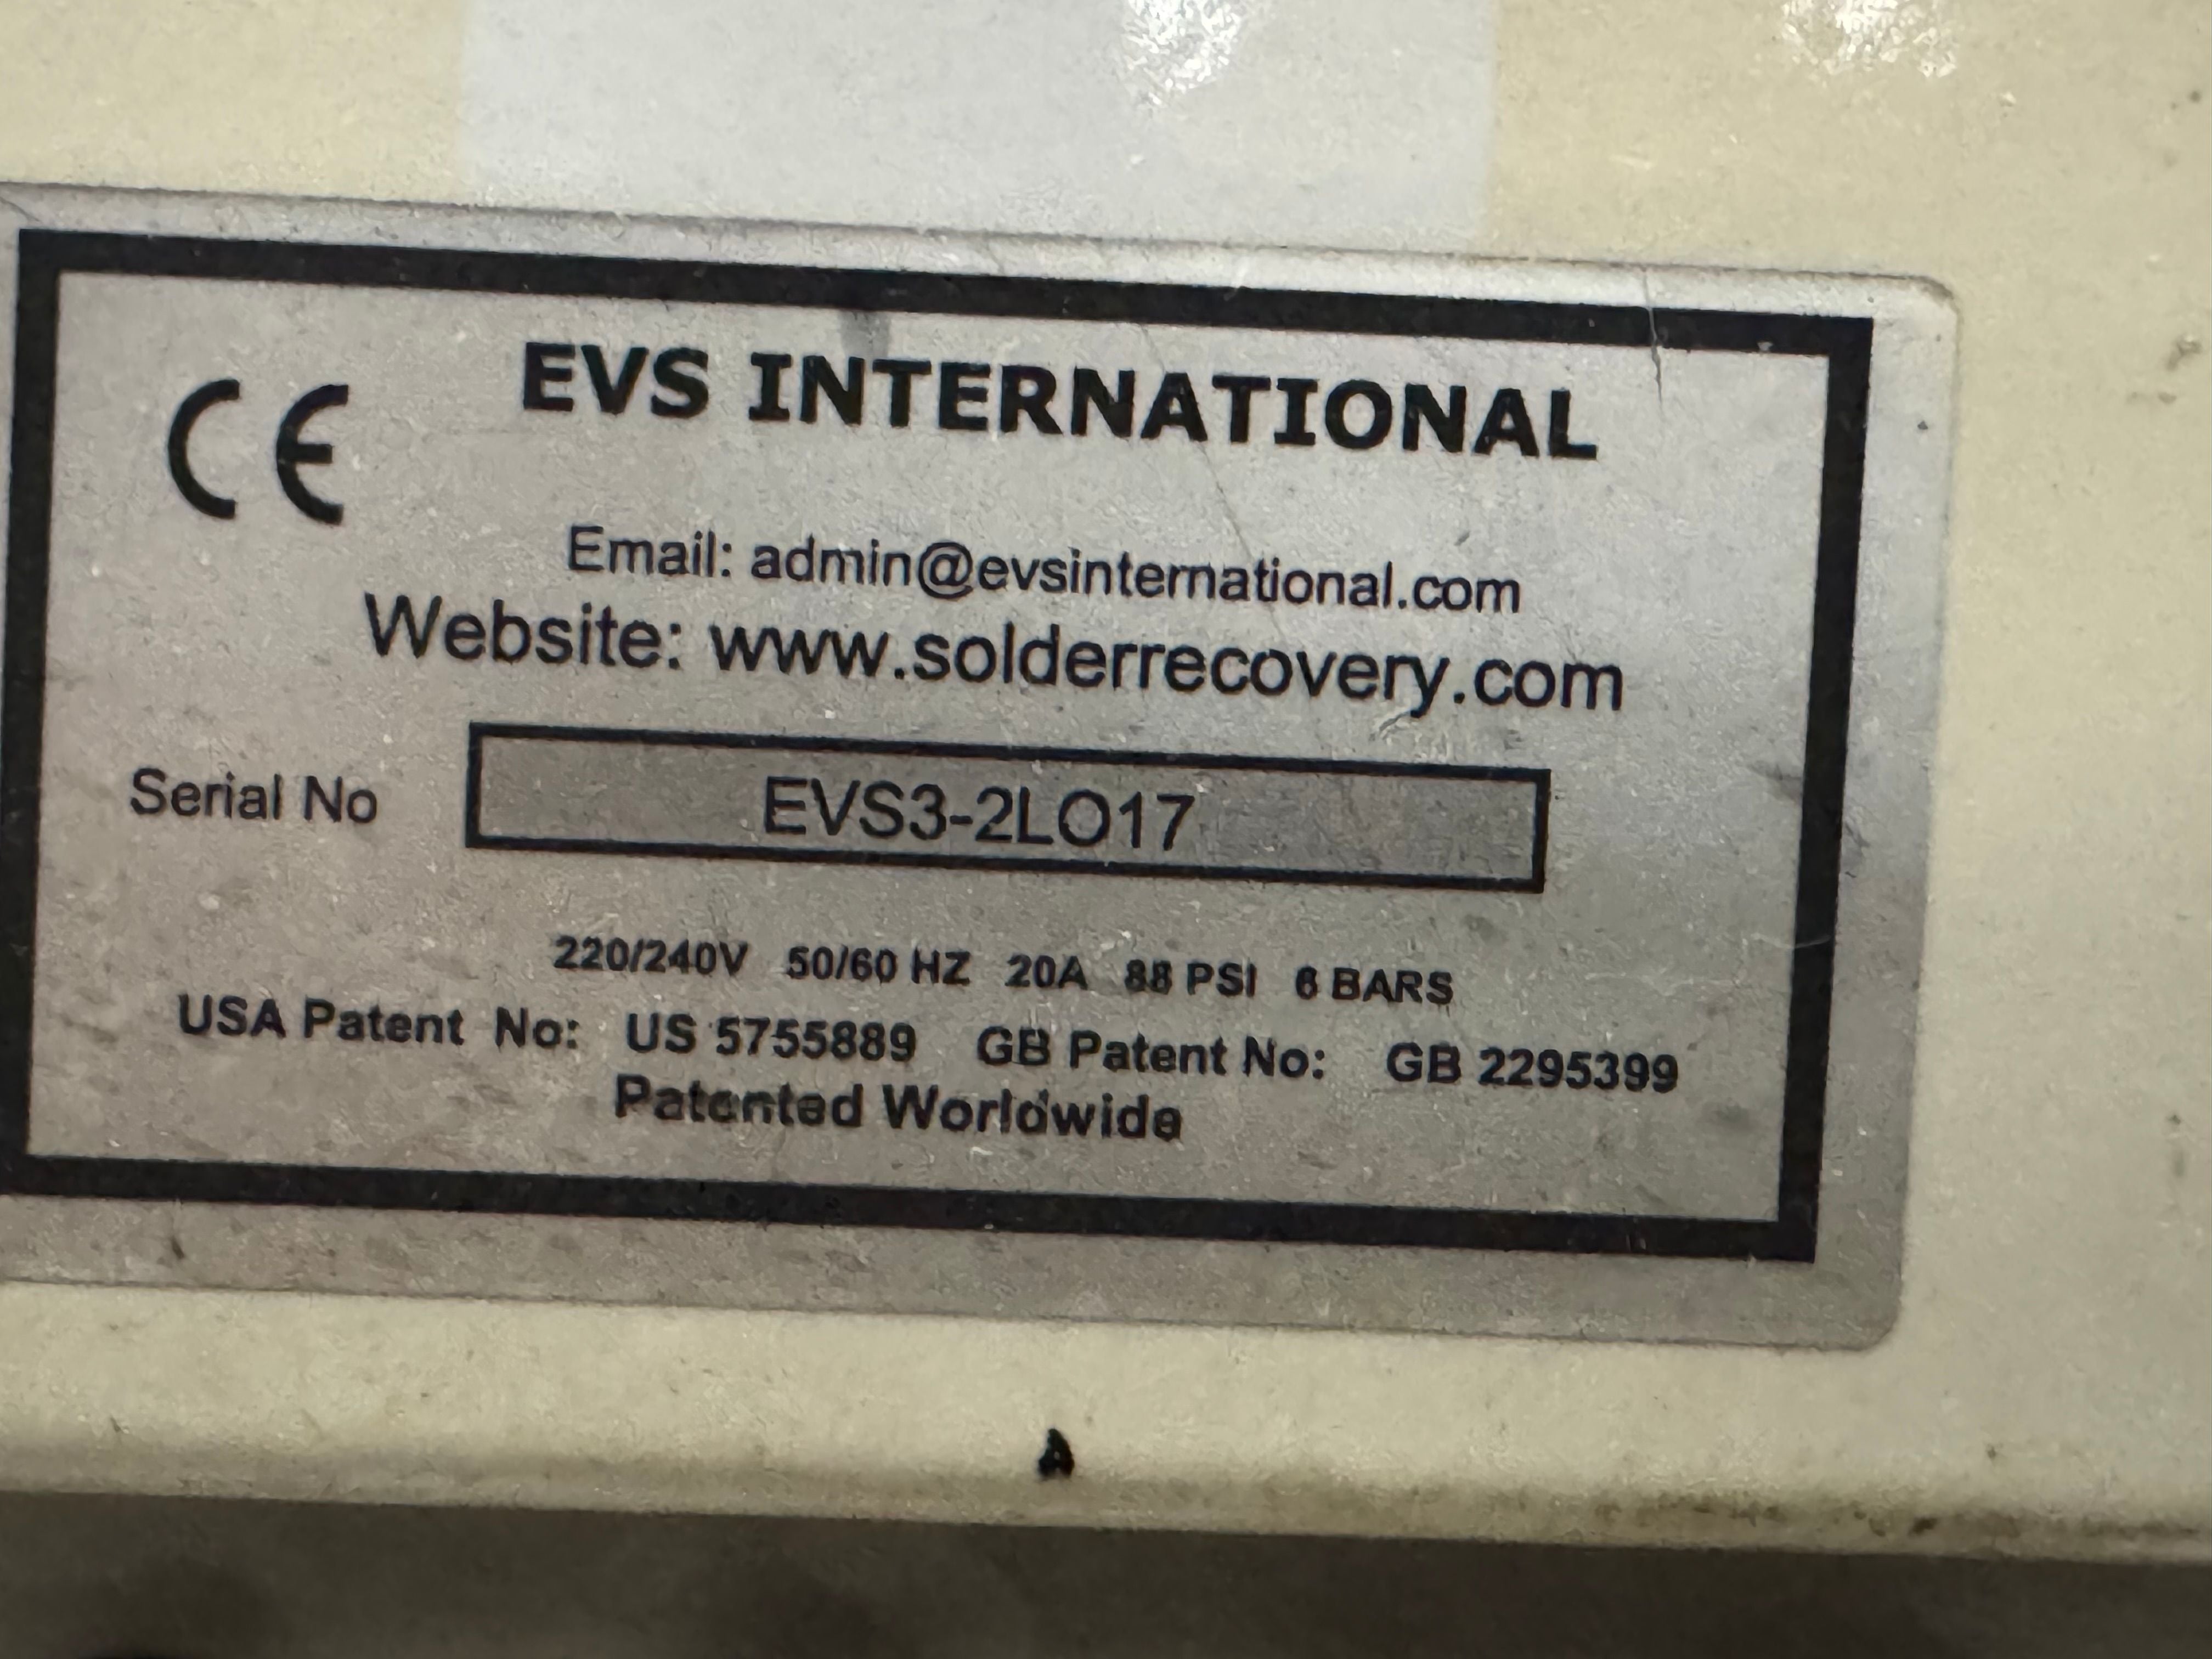 CE
EVS INTERNATIONAL
Email: admin@evsinternational.com
Website: www.solderrecovery.com
Serial No EVS3-2LO17
220/240V 50/60 HZ 20A 88 PSI 6 BARS
USA Patent No: US 5755889 GB Patent No: GB 2295399
Patented Worldwide